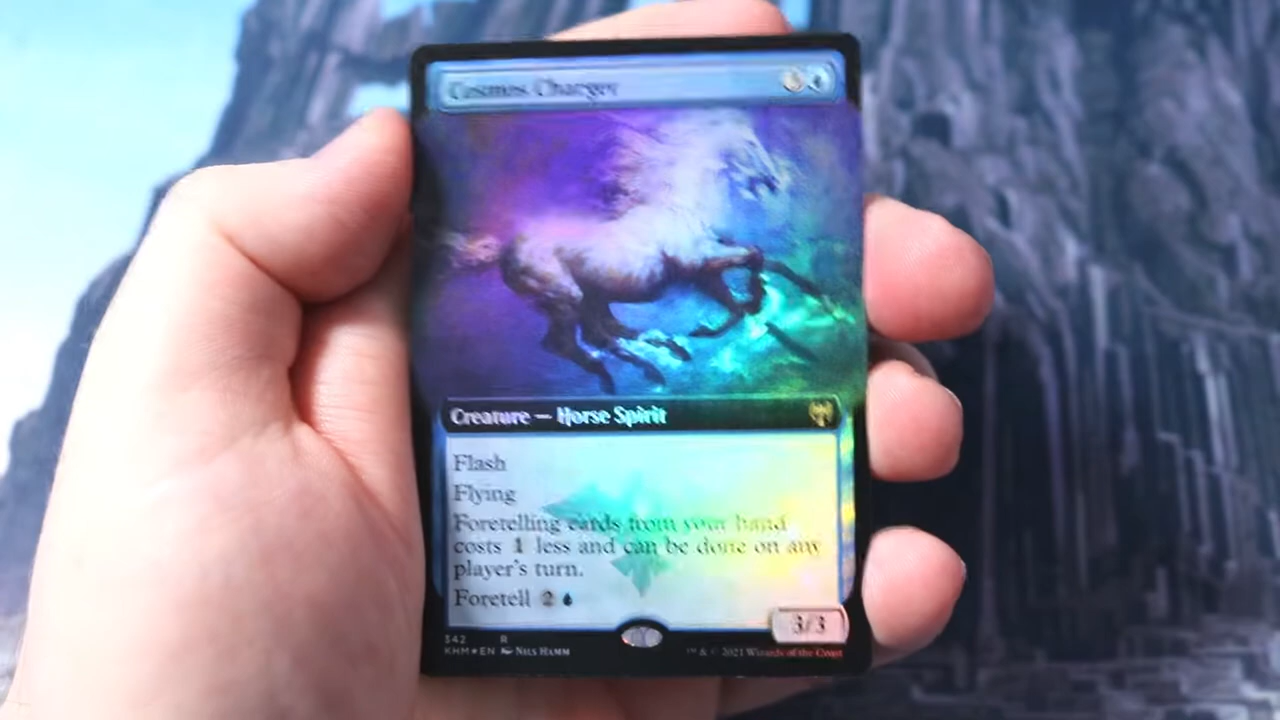 Cosmos Charger
Creature — Horse Spirit
Flash
Flying
Foretelling cards from your hand
costs 1 less and can be done on any
player's turn.
Foretell 2
3/3
342 R
KHM★EN Nils Hamm
™ & © 2021 Wizards of the Coast